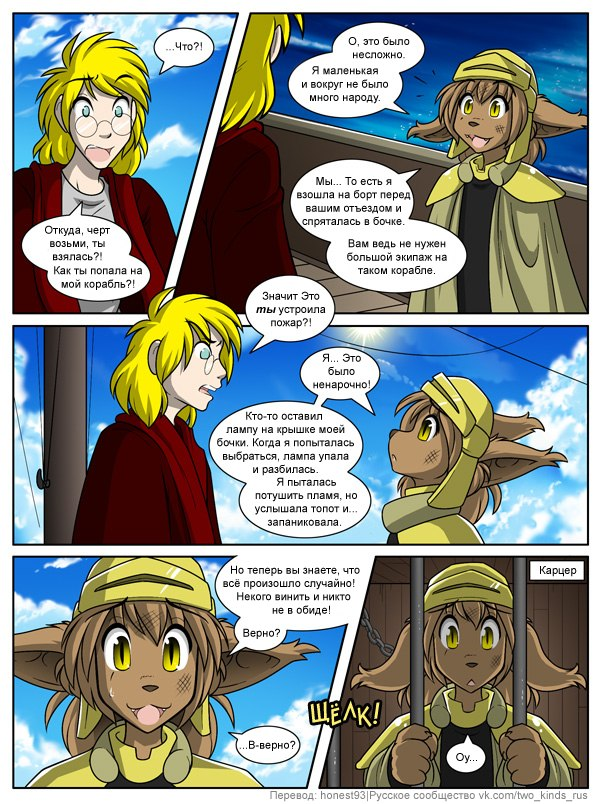 ...Что?!
Откуда, черт
возьми, ты
взялась?!
Как ты попала на
мой корабль?!
О, это было
несложно.
Я маленькая
и вокруг не было
много народу.
Мы... То есть я
взошла на борт перед
вашим отъездом и
спряталась в бочке.
Вам ведь не нужен
большой экипаж на
таком корабле.
Значит Это
ты устроила
пожар?!
Я... Это
было
ненарочно!
Кто-то оставил
лампу на крышке моей
бочки. Когда я попыталась
выбраться, лампа упала
и разбилась.
Я пыталась
потушить пламя, но
услышала топот и...
запаниковала.
Но теперь вы знаете, что
всё произошло случайно!
Некого винить и никто
не в обиде!
Верно?
...В-верно?
Карцер
ЩЁЛК!
Оу...
Перевод: honest93|Русское сообщество vk.com/two_kinds_rus